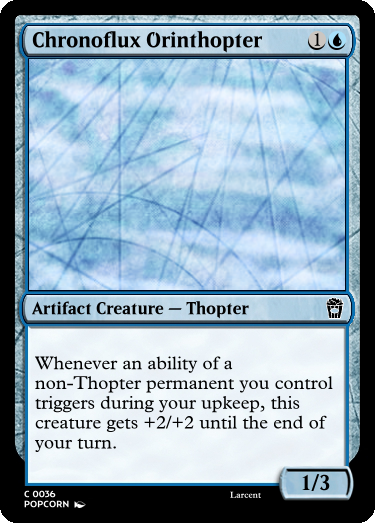 Chronoflux Orinthopter 1
Artifact Creature — Thopter
Whenever an ability of a
non-Thopter permanent you control
triggers during your upkeep, this
creature gets +2/+2 until the end of
your turn.
1/3
C 0036
POPCORN
Larcent